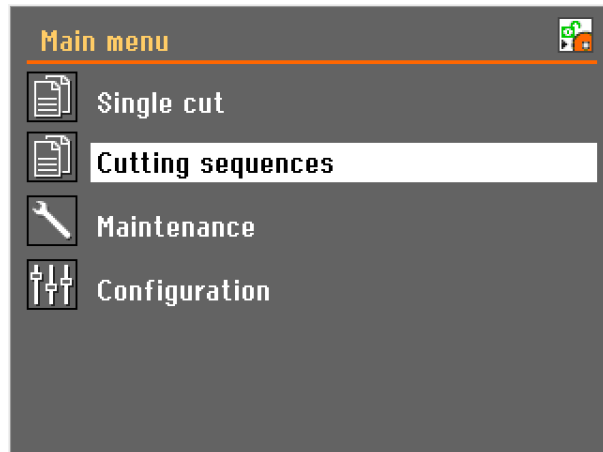 Main menu
Single cut
Cutting sequences
Maintenance
Configuration